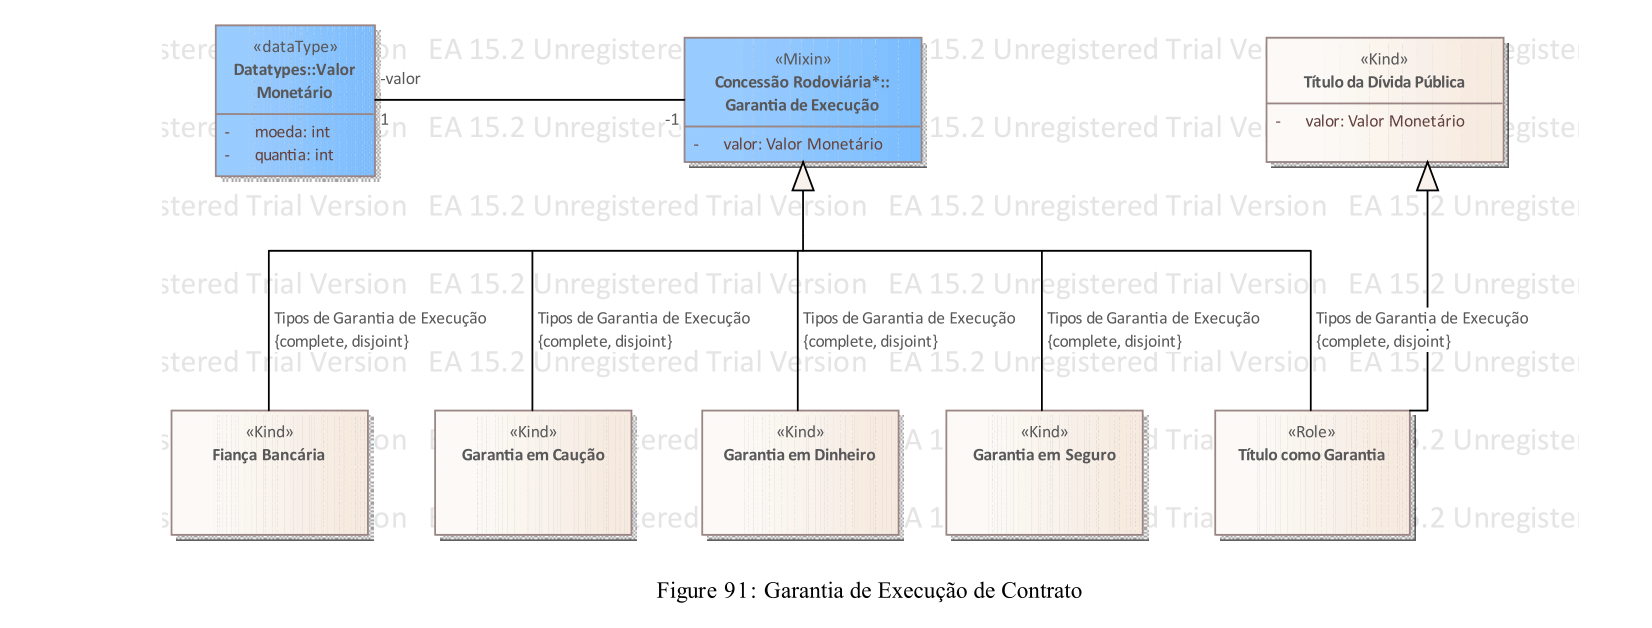 «dataType»
Datatypes::Valor
Monetário
- moeda: int
- quantia: int
-valor
1
-1
«Mixin»
Concessão Rodoviária*::
Garantia de Execução
- valor: Valor Monetário
«Kind»
Título da Dívida Pública
- valor: Valor Monetário
Tipos de Garantia de Execução
{complete, disjoint}
Tipos de Garantia de Execução
{complete, disjoint}
Tipos de Garantia de Execução
{complete, disjoint}
Tipos de Garantia de Execução
{complete, disjoint}
Tipos de Garantia de Execução
{complete, disjoint}
«Kind»
Fiança Bancária
«Kind»
Garantia em Caução
«Kind»
Garantia em Dinheiro
«Kind»
Garantia em Seguro
«Role»
Título como Garantia
stered Trial Version EA 15.2 Unregistered Trial Version EA 15.2 Unregistered Trial Version EA 15.2 Unregiste
Figure 91: Garantia de Execução de Contrato